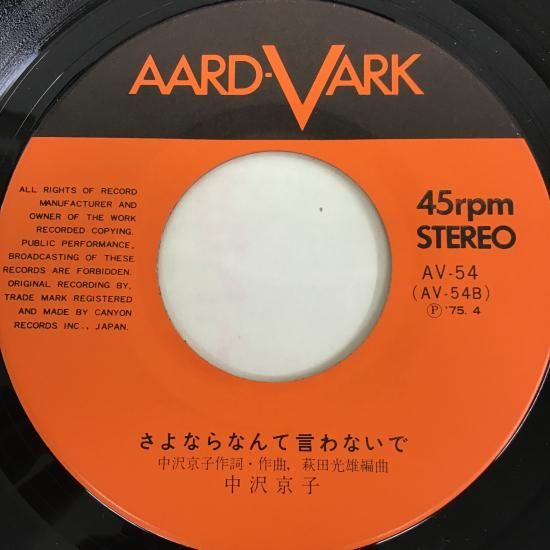 AARD-VARK
ALL RIGHTS OF RECORD
MANUFACTURER AND
OWNER OF THE WORK
RECORDED COPYING.
PUBLIC PERFORMANCE,
BROADCASTING OF THESE
RECORDS ARE FORBIDDEN.
ORIGINAL RECORDING BY,
TRADE MARK REGISTERED
AND MADE BY CANYON
RECORDS INC., JAPAN.
45rpm
STEREO
AV-54
(AV-54B)
Ⓟ '75. 4
さよならなんて言わないで
中沢京子作詞・作曲, 萩田光雄編曲
中沢京子